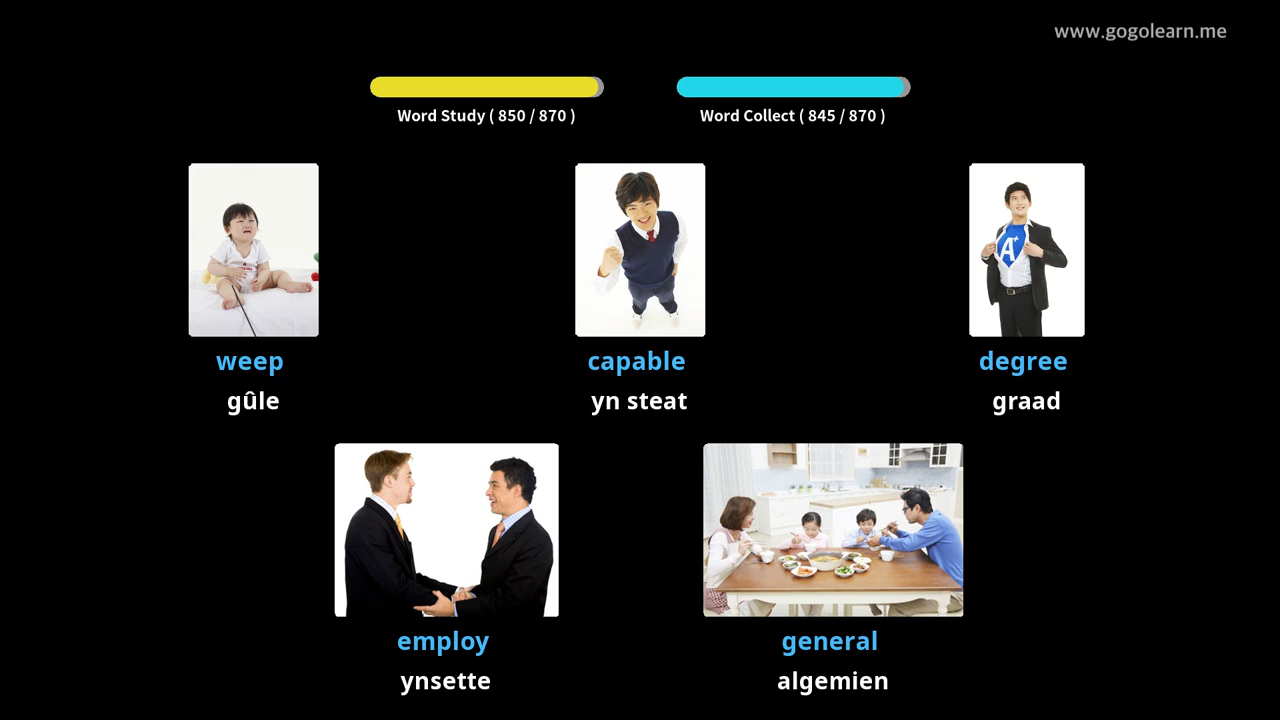 www.gogolearn.me
Word Study ( 850 / 870 )
Word Collect ( 845 / 870 )
A+
weep
gûle
capable
yn steat
degree
graad
employ
ynsette
general
algemien